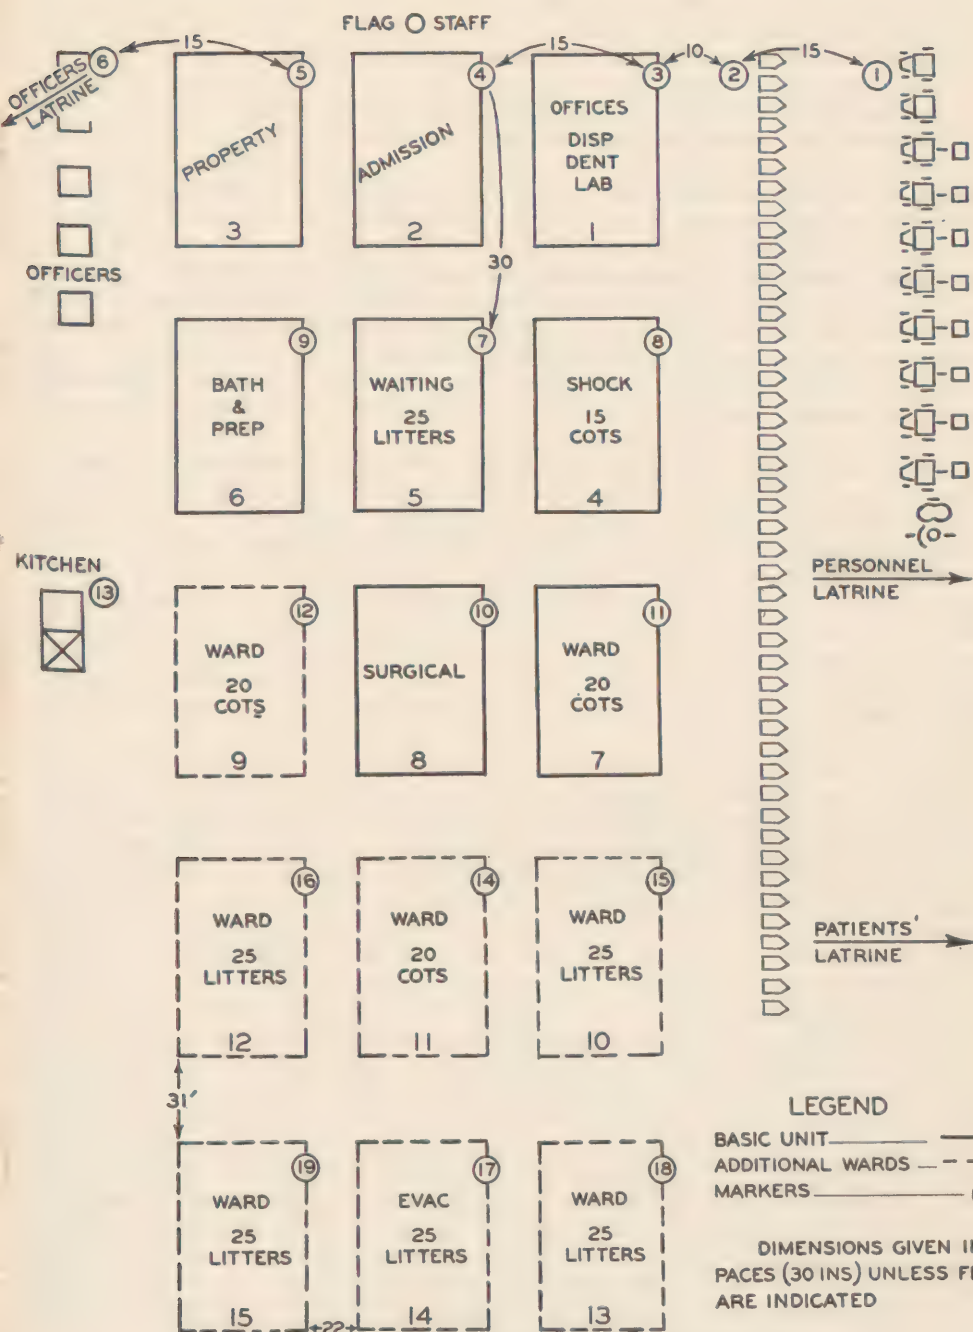 FLAG STAFF
15
15
10
15
6
5
4
3
2
1
OFFICERS
LATRINE
PROPERTY
3
ADMISSION
2
OFFICES
DISP
DENT
LAB
1
30
OFFICERS
9
BATH
&
PREP
6
7
WAITING
25
LITTERS
5
8
SHOCK
15
COTS
4
KITCHEN
13
PERSONNEL
LATRINE
12
WARD
20
COTS
9
10
SURGICAL
8
11
WARD
20
COTS
7
16
WARD
25
LITTERS
12
14
WARD
20
COTS
11
15
WARD
25
LITTERS
10
PATIENTS'
LATRINE
31'
19
WARD
25
LITTERS
15
22
17
EVAC
25
LITTERS
14
18
WARD
25
LITTERS
13
LEGEND
BASIC UNIT
ADDITIONAL WARDS
MARKERS
DIMENSIONS GIVEN
PACES (30 INS) UNLESS
ARE INDICATED